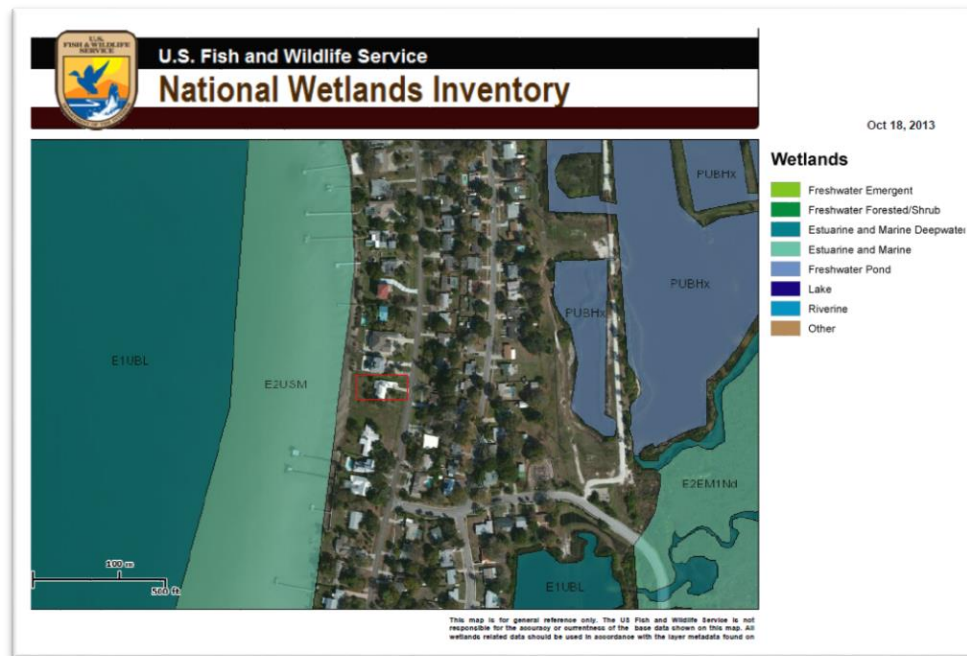 U.S.
FISH & WILDLIFE
SERVICE
U.S. Fish and Wildlife Service
National Wetlands Inventory
Oct 18, 2013
Wetlands
Freshwater Emergent
Freshwater Forested/Shrub
Estuarine and Marine Deepwater
Estuarine and Marine
Freshwater Pond
Lake
Riverine
Other
PUBHx
PUBHx
PUBHx
E1UBL
E2USM
E2EM1Nd
E1UBL
100 m
500 ft
This map is for general reference only. The US Fish and Wildlife Service is not
responsible for the accuracy or currentness of the base data shown on this map. All
wetlands related data should be used in accordance with the layer metadata found on